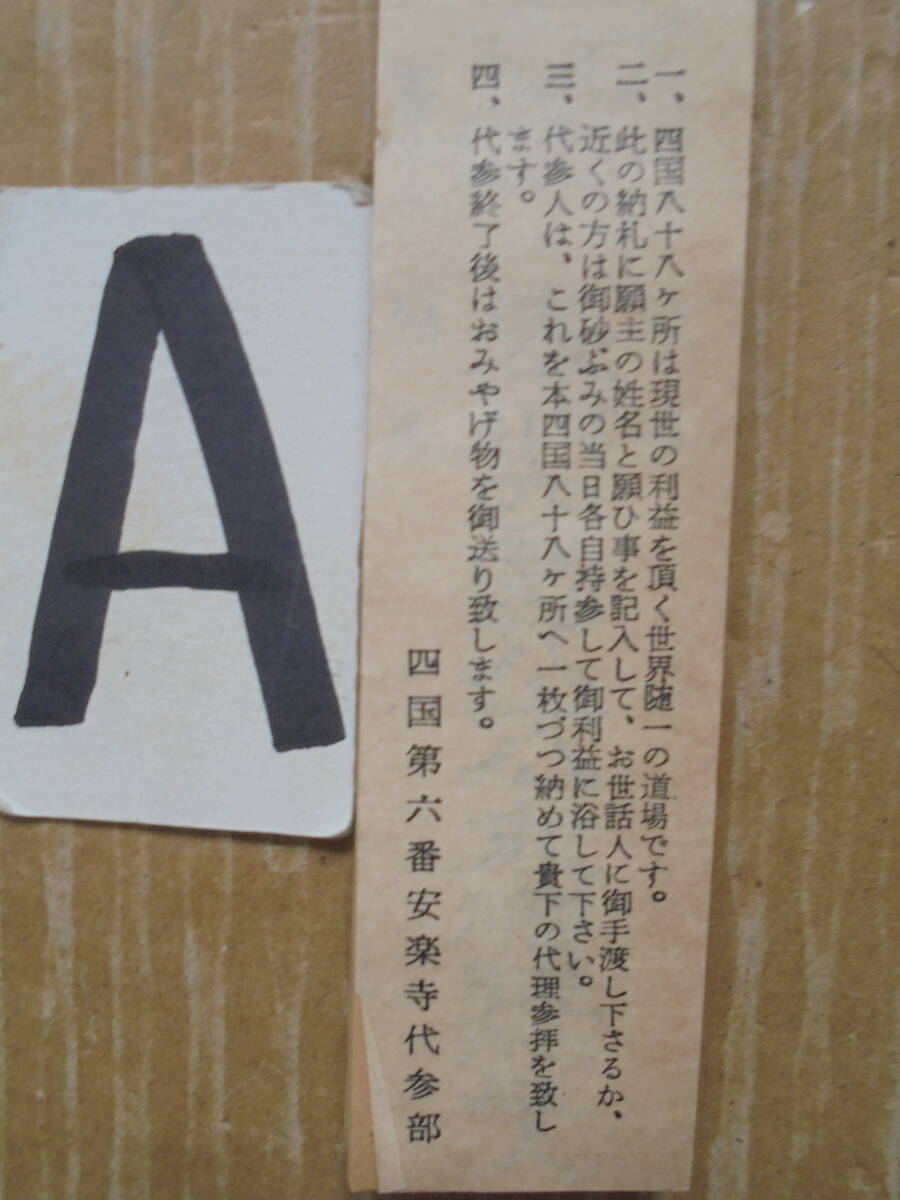 一、四国八十八ヶ所は現世の利益を頂く世界随一の道場です。
二、此の納札に願主の姓名と願ひ事を記入して、お世話人に御手渡し下さるか、
近くの方は御砂ぶみの当日各自持参して御利益に浴して下さい。
三、代参人は、これを本四国八十八ヶ所へ一枚づつ納めて貴下の代理参拝を致し
ます。
四、代参終了後はおみやげ物を御送り致します。
四国第六番安楽寺代参部
A